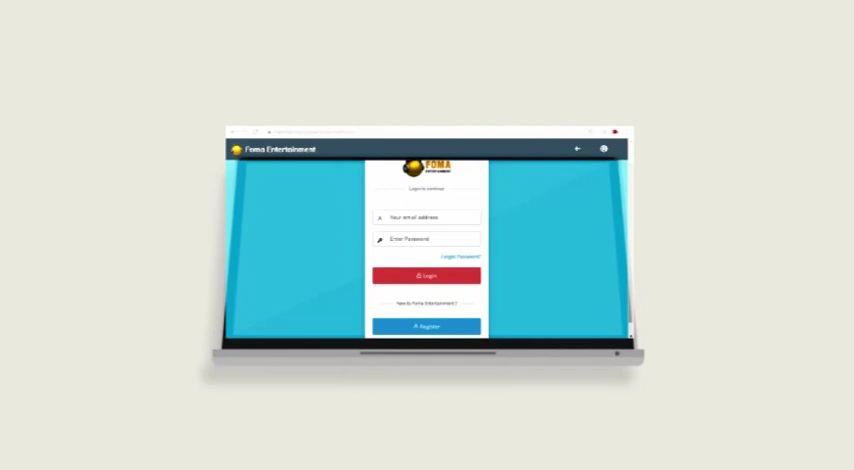 Foma Entertainment
FOMA
ENTERTAINMENT
Login to continue
Your email address
Enter Password
Forgot Password?
Login
New to Foma Entertainment ?
Register